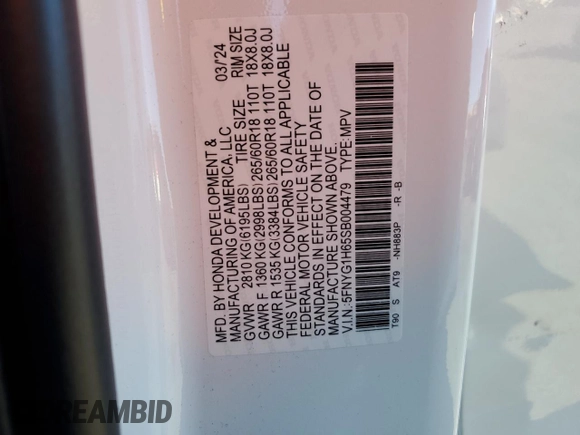 MFD. BY HONDA DEVELOPMENT & 03/'24
MANUFACTURING OF AMERICA, LLC
GVWR 2810 KG(6195LBS) TIRE SIZE RIM SIZE
GAWR F 1360 KG(2998LBS) 265/60R18 110T 18X8.0J
GAWR R 1535 KG(3384LBS) 265/60R18 110T 18X8.0J
THIS VEHICLE CONFORMS TO ALL APPLICABLE
FEDERAL MOTOR VEHICLE SAFETY
STANDARDS IN EFFECT ON THE DATE OF
MANUFACTURE SHOWN ABOVE.
V.I.N.:5FNYG1H65SB004479 TYPE:MPV
T90 S AT9 -NH883P -R -B